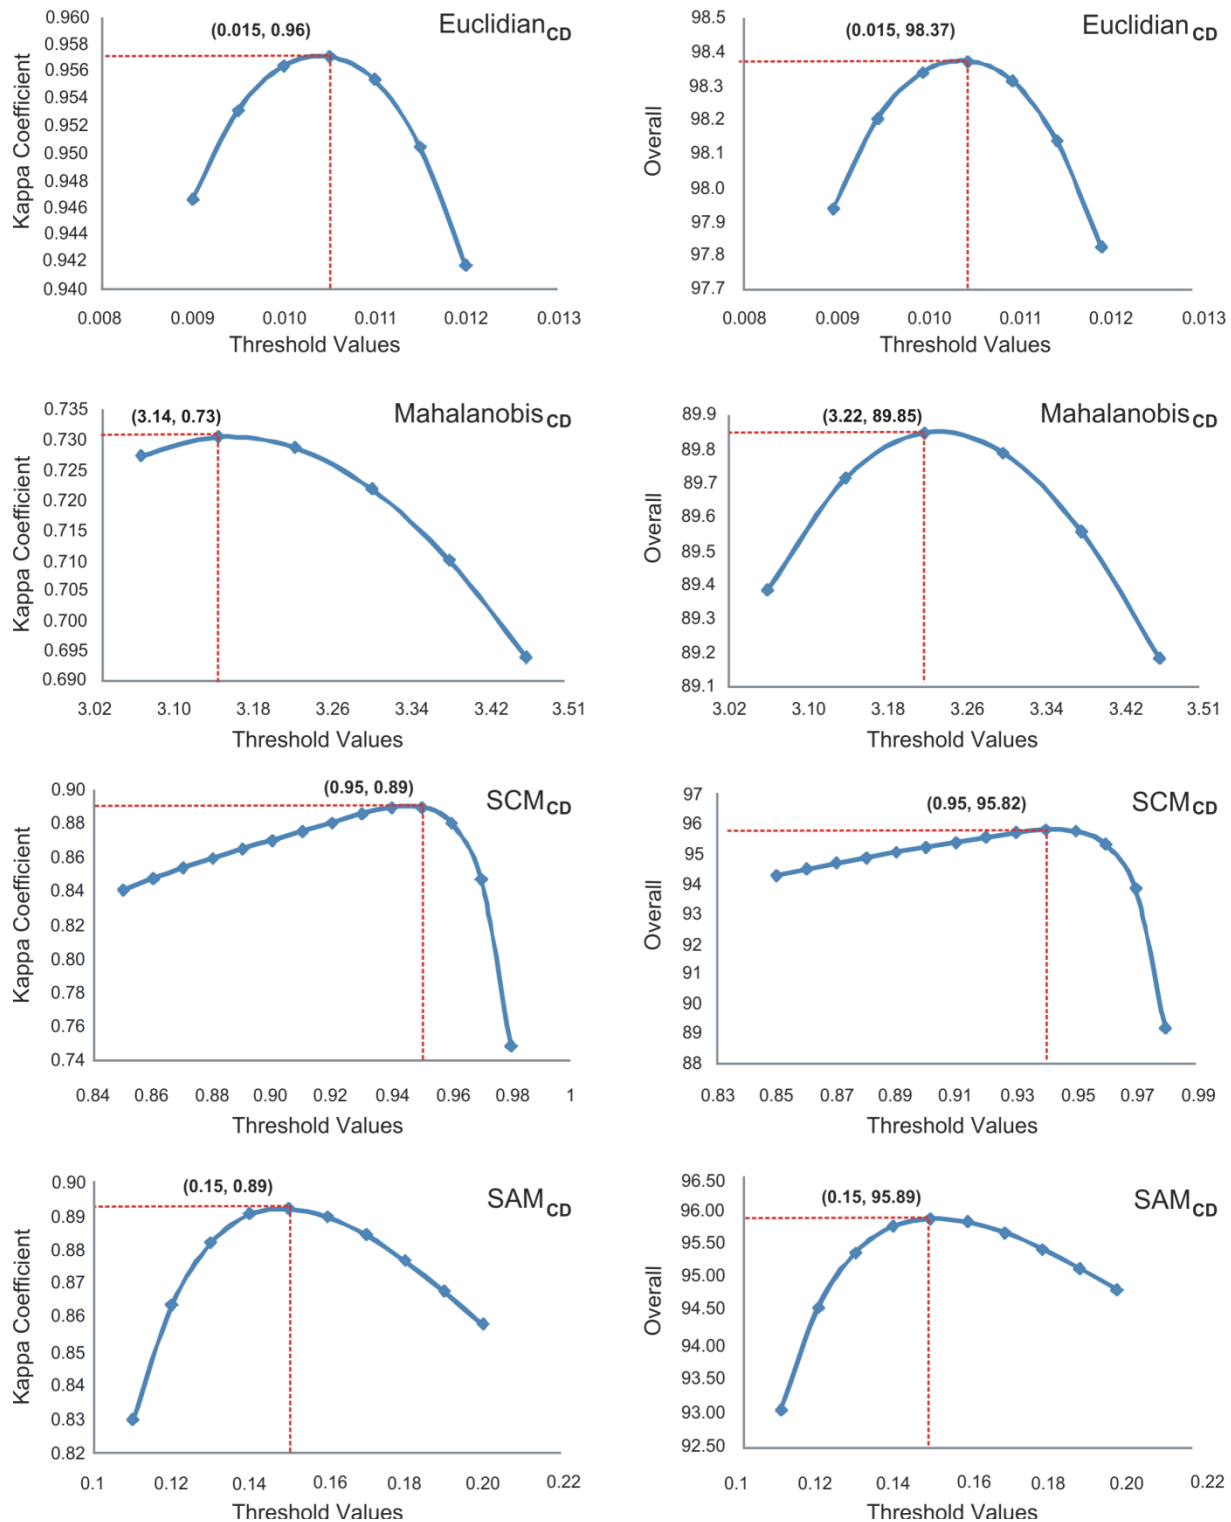 Euclidian CD
(0.015, 0.96)
Kappa Coefficient
0.960
0.958
0.956
0.954
0.952
0.950
0.948
0.946
0.944
0.942
0.940
0.008 0.009 0.010 0.011 0.012 0.013
Threshold Values
Euclidian CD
(0.015, 98.37)
Overall
98.5
98.4
98.3
98.2
98.1
98.0
97.9
97.8
97.7
0.008 0.009 0.010 0.011 0.012 0.013
Threshold Values
Mahalanobis CD
(3.14, 0.73)
Kappa Coefficient
0.735
0.730
0.725
0.720
0.715
0.710
0.700
0.695
0.690
3.02 3.10 3.18 3.26 3.34 3.42 3.51
Threshold Values
Mahalanobis CD
(3.22, 89.85)
Overall
89.9
89.8
89.7
89.6
89.5
89.4
89.3
89.2
89.1
3.02 3.10 3.18 3.26 3.34 3.42 3.51
Threshold Values
SCM CD
(0.95, 0.89)
Kappa Coefficient
0.90
0.88
0.86
0.84
0.82
0.80
0.78
0.76
0.74
0.84 0.86 0.88 0.90 0.92 0.94 0.96 0.98 1
Threshold Values
SCM CD
(0.95, 95.82)
Overall
97
96
95
94
93
92
91
90
89
88
0.83 0.85 0.87 0.89 0.91 0.93 0.95 0.97 0.99
Threshold Values
SAM CD
(0.15, 0.89)
Kappa Coefficient
0.90
0.89
0.88
0.87
0.86
0.85
0.84
0.83
0.82
0.1 0.12 0.14 0.16 0.18 0.20 0.22
Threshold Values
SAM CD
(0.15, 95.89)
Overall
96.50
96.00
95.50
95.00
94.50
94.00
93.50
93.00
92.50
0.1 0.12 0.14 0.16 0.18 0.20 0.22
Threshold Values